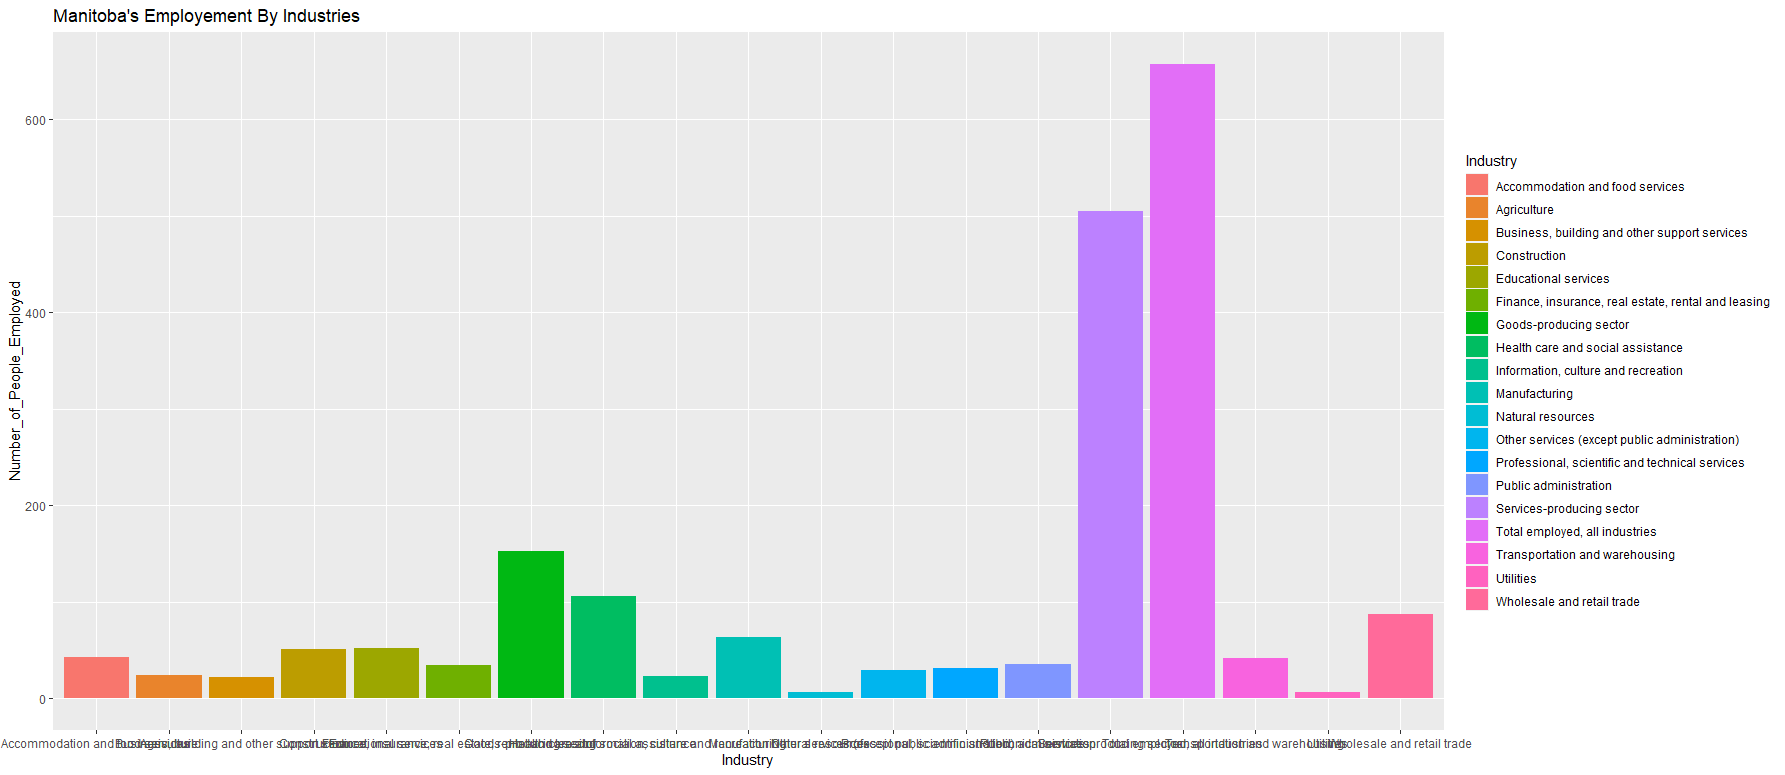 Manitoba's Employement By Industries
Number_of_People_Employed
600
400
200
0
Accommodation and
Wholesale and retail trade
Industry
Industry
Accommodation and food services
Agriculture
Business, building and other support services
Construction
Educational services
Finance, insurance, real estate, rental and leasing
Goods-producing sector
Health care and social assistance
Information, culture and recreation
Manufacturing
Natural resources
Other services (except public administration)
Professional, scientific and technical services
Public administration
Services-producing sector
Total employed, all industries
Transportation and warehousing
Utilities
Wholesale and retail trade